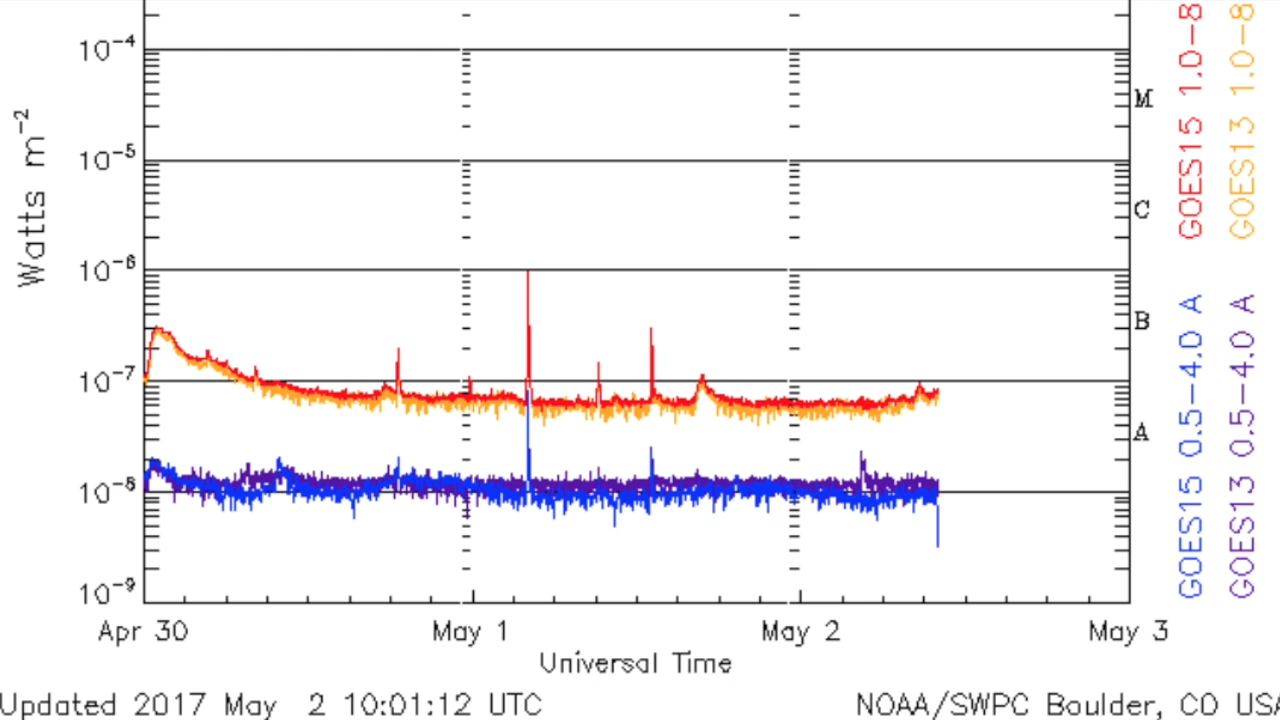 10⁻⁴
10⁻⁵
10⁻⁶
10⁻⁷
10⁻⁸
10⁻⁹
Watts m⁻²
M
C
B
A
GOES15 1.0-8
GOES13 1.0-8
GOES15 0.5-4.0 A
GOES13 0.5-4.0 A
Apr 30 May 1 May 2 May 3
Universal Time
Updated 2017 May 2 10:01:12 UTC
NOAA/SWPC Boulder, CO USA